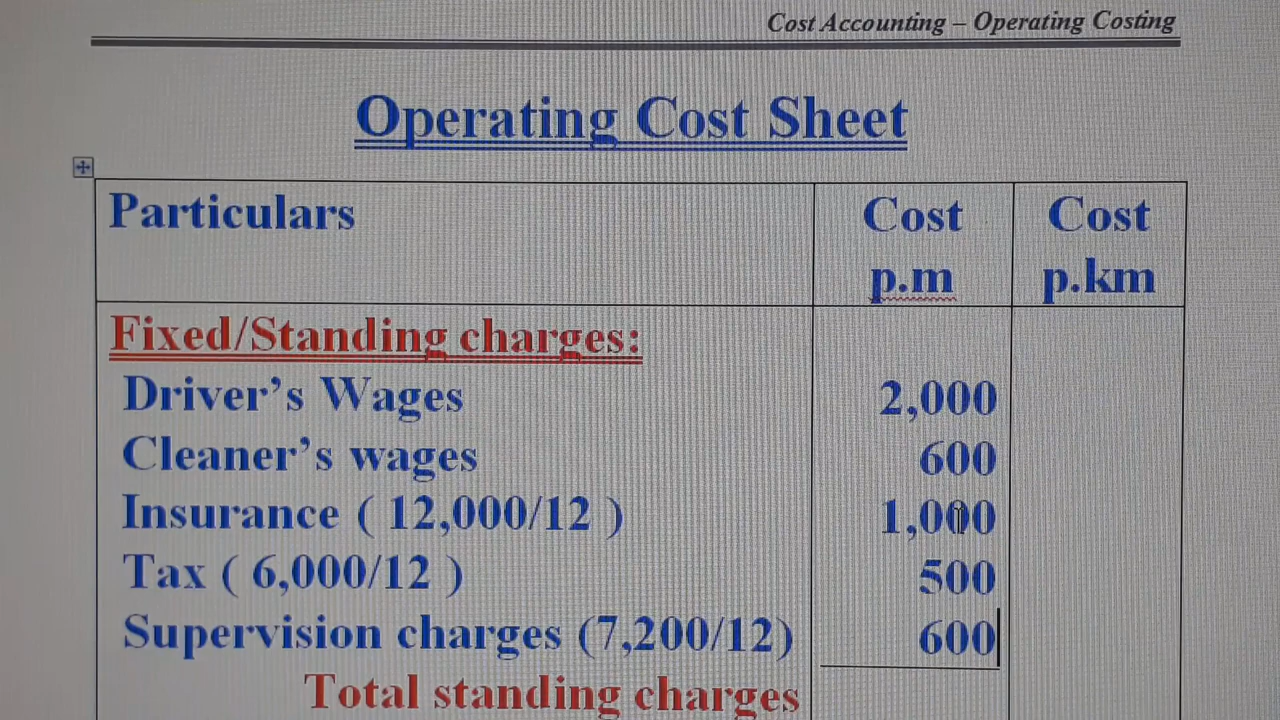 Cost Accounting – Operating Costing
Operating Cost Sheet
Particulars Cost p.m Cost p.km
Fixed/Standing charges:
Driver's Wages 2,000
Cleaner's wages 600
Insurance ( 12,000/12 ) 1,000
Tax ( 6,000/12 ) 500
Supervision charges (7,200/12) 600
Total standing charges